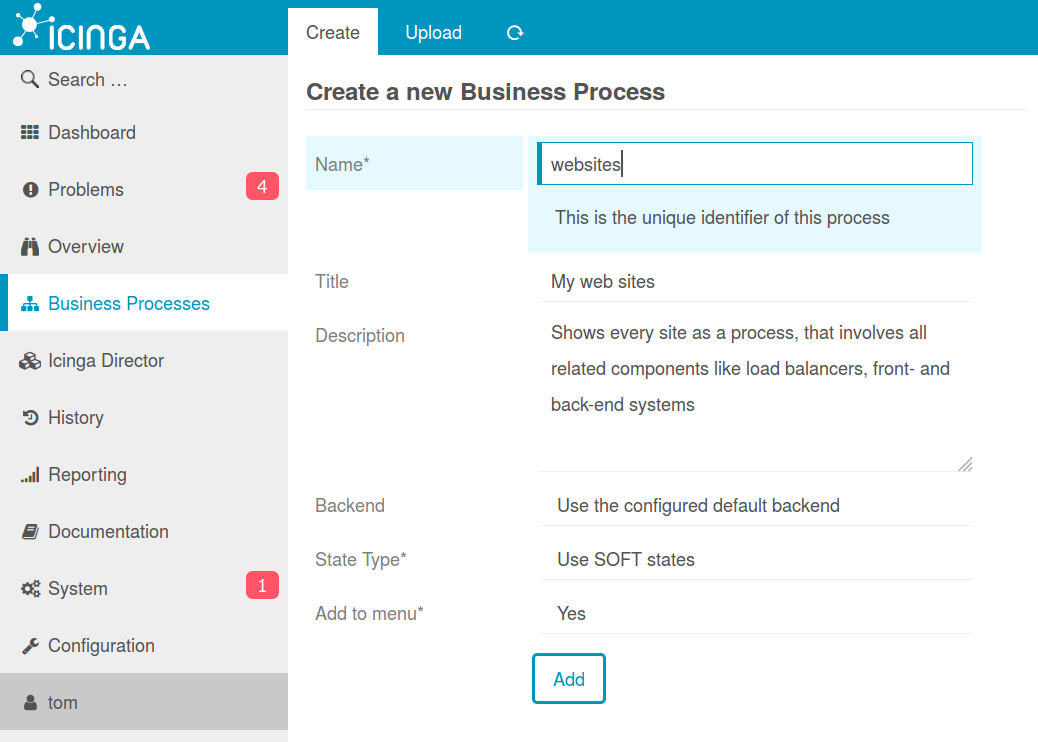 ICINGA
Create
Upload
Search …
Dashboard
Problems
4
Overview
Business Processes
Icinga Director
History
Reporting
Documentation
System
1
Configuration
tom
Create a new Business Process
Name*
websites
This is the unique identifier of this process
Title
My web sites
Description
Shows every site as a process, that involves all
related components like load balancers, front- and
back-end systems
Backend
Use the configured default backend
State Type*
Use SOFT states
Add to menu*
Yes
Add